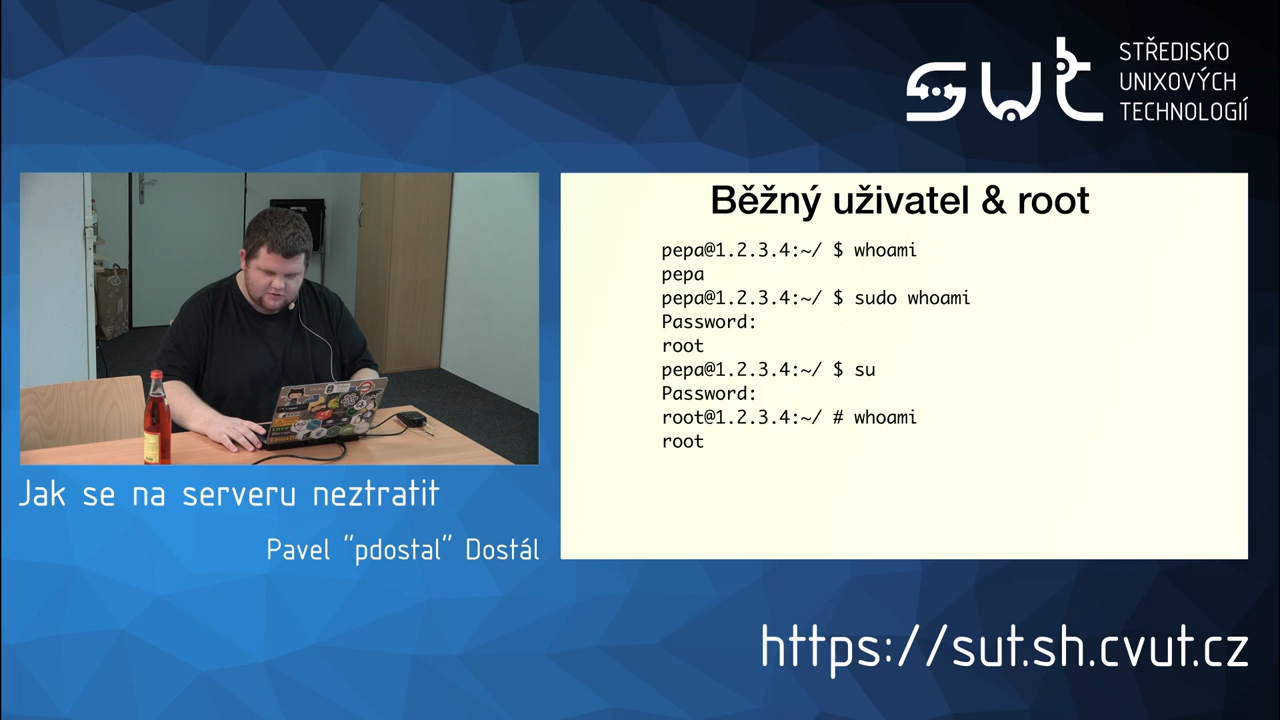 sut
STŘEDISKO
UNIXOVÝCH
TECHNOLOGIÍ
Běžný uživatel & root
pepa@1.2.3.4:~/ $ whoami
pepa
pepa@1.2.3.4:~/ $ sudo whoami
Password:
root
pepa@1.2.3.4:~/ $ su
Password:
root@1.2.3.4:~/ # whoami
root
Jak se na serveru neztratit
Pavel “pdostal” Dostál
https://sut.sh.cvut.cz